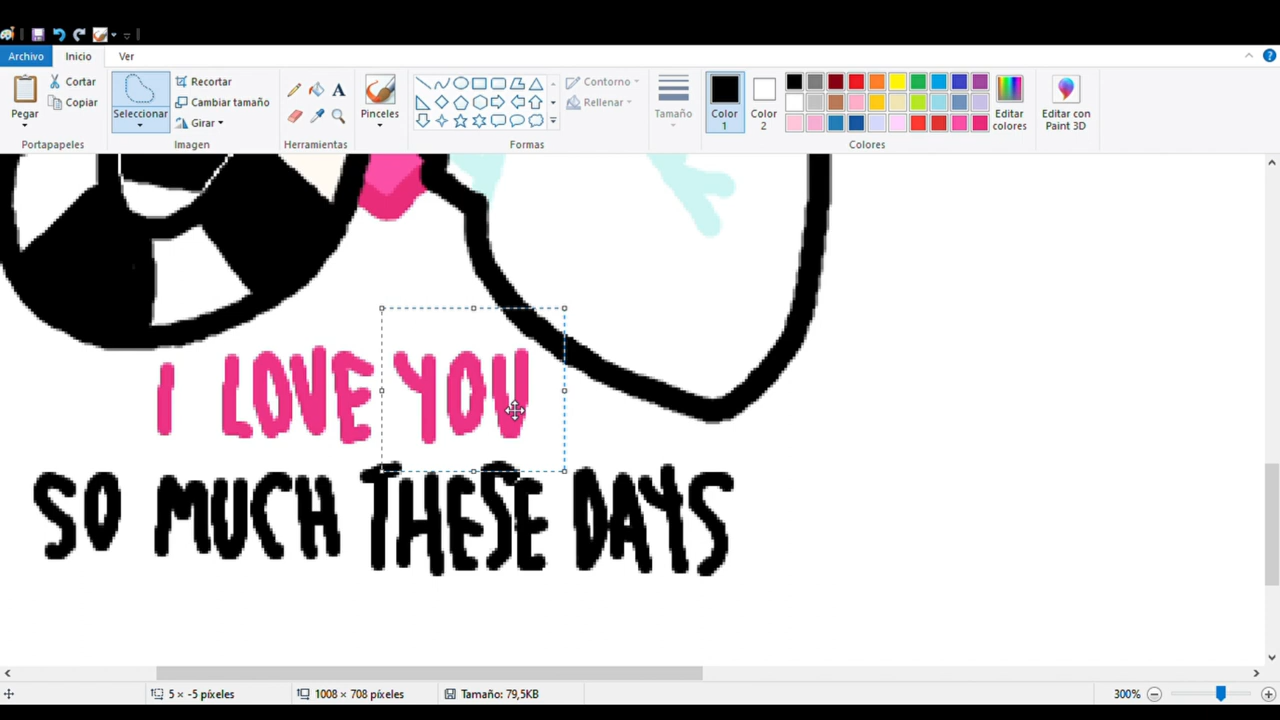 Archivo Inicio Ver
Pegar Cortar Copiar Seleccionar Recortar Cambiar tamaño Girar A Pinceles Contorno Rellenar Tamaño Color 1 Color 2 Editar colores Editar con Paint 3D
Portapapeles Imagen Herramientas Formas Colores
I LOVE YOU
SO MUCH THESE DAYS
5 × -5 píxeles 1008 × 708 píxeles Tamaño: 79,5KB 300%